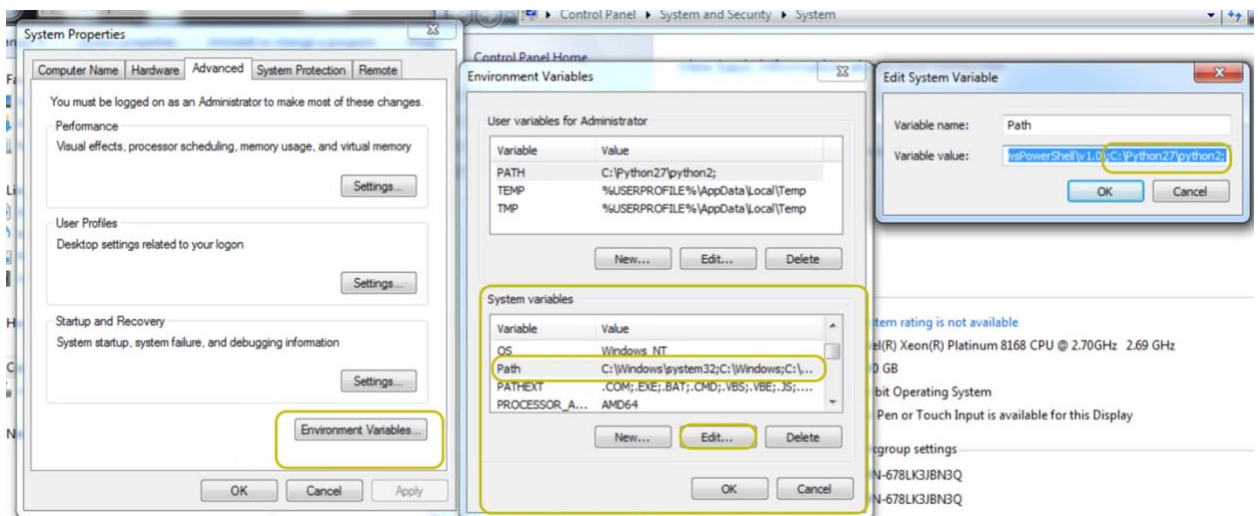 Control Panel ▸ System and Security ▸ System
System Properties
Computer Name Hardware Advanced System Protection Remote
You must be logged on as an Administrator to make most of these changes.
Performance
Visual effects, processor scheduling, memory usage, and virtual memory
Settings...
User Profiles
Desktop settings related to your logon
Settings...
Startup and Recovery
System startup, system failure, and debugging information
Settings...
Environment Variables...
OK Cancel Apply
Control Panel Home
Environment Variables
User variables for Administrator
Variable Value
PATH C:\Python27\python2;
TEMP %USERPROFILE%\AppData\Local\Temp
TMP %USERPROFILE%\AppData\Local\Temp
New... Edit... Delete
System variables
Variable Value
OS Windows_NT
Path C:\Windows\system32;C:\Windows;C:\...
PATHEXT .COM;.EXE;.BAT;.CMD;.VBS;.VBE;.JS;....
PROCESSOR_A... AMD64
New... Edit... Delete
OK Cancel
Edit System Variable
Variable name: Path
Variable value: wsPowerShell\v1.0\;C:\Python27\python2;
OK Cancel
tem rating is not available
el(R) Xeon(R) Platinum 8168 CPU @ 2.70GHz 2.69 GHz
0 GB
bit Operating System
Pen or Touch Input is available for this Display
kgroup settings
N-678LK3JBN3Q
N-678LK3JBN3Q